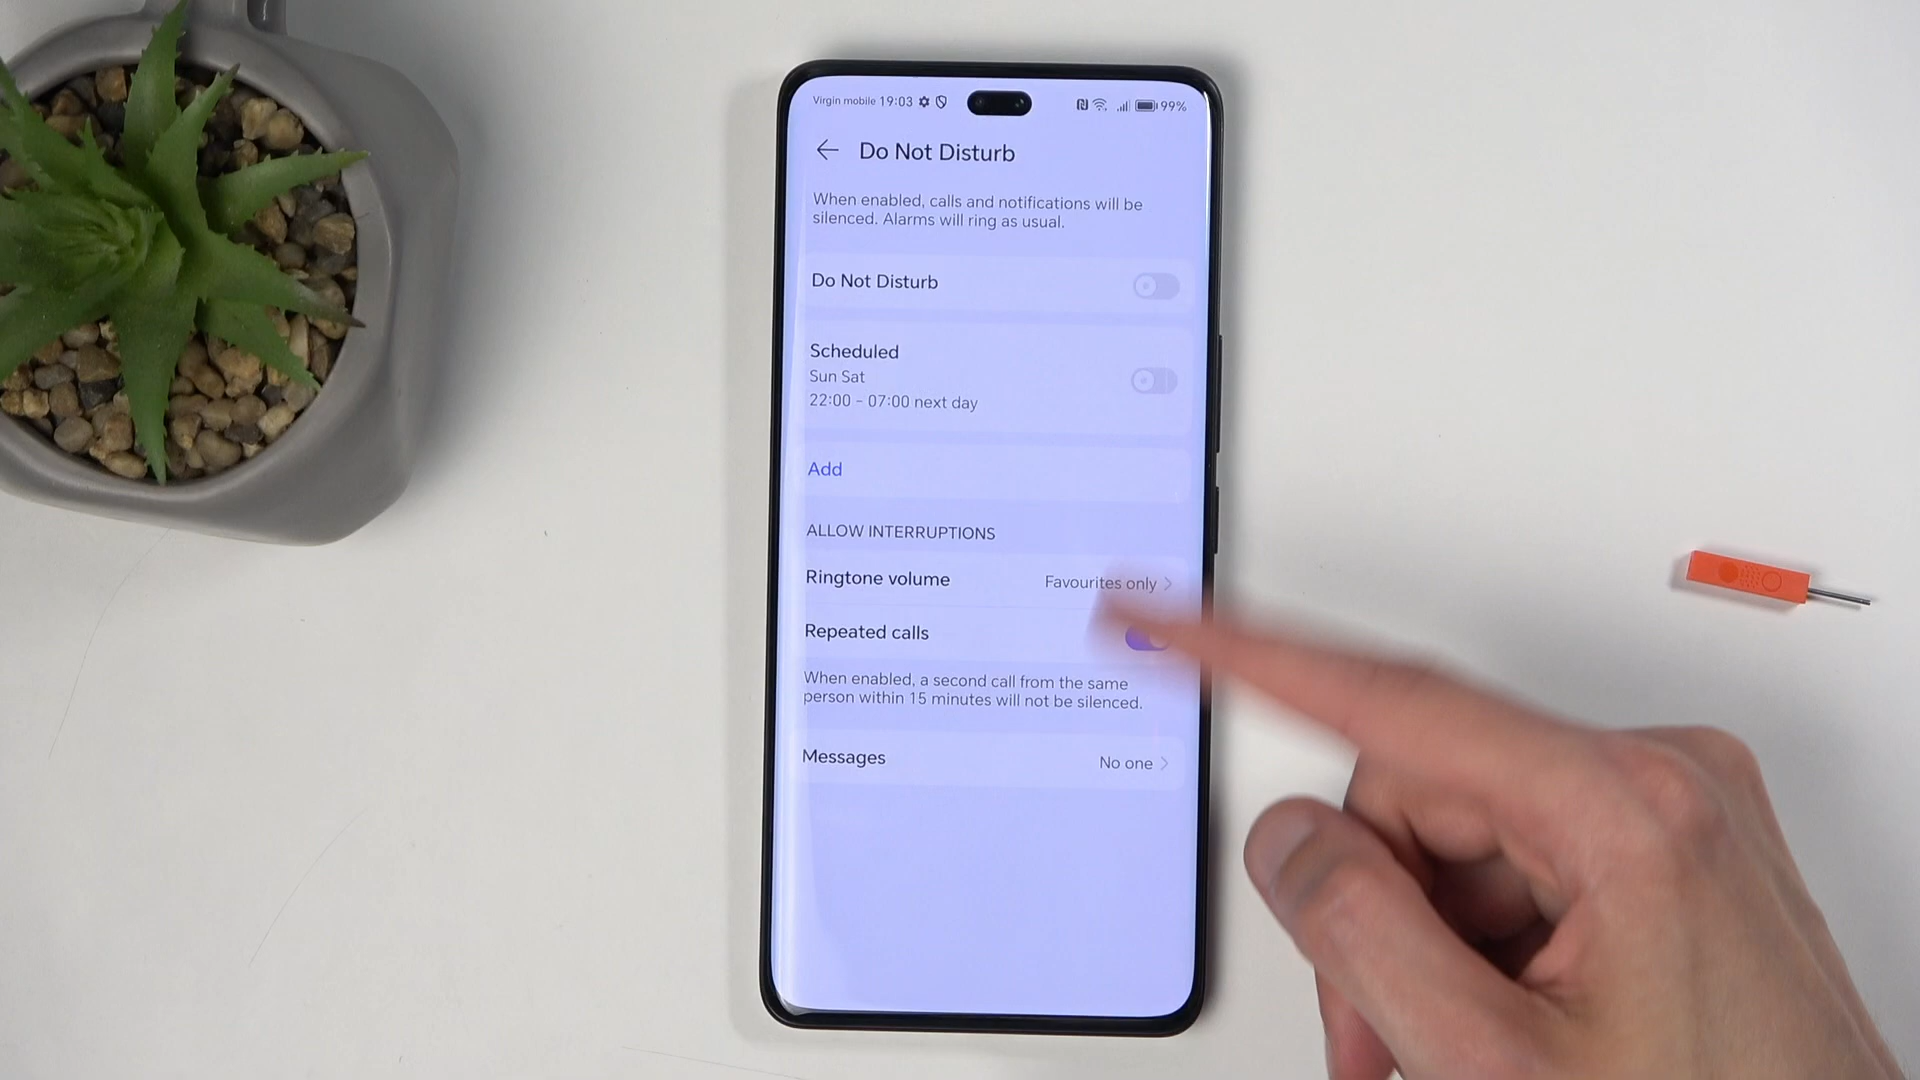 Virgin mobile 19:03
99%
Do Not Disturb
When enabled, calls and notifications will be
silenced. Alarms will ring as usual.
Do Not Disturb
Scheduled
Sun Sat
22:00 - 07:00 next day
Add
ALLOW INTERRUPTIONS
Ringtone volume
Favourites only
Repeated calls
When enabled, a second call from the same
person within 15 minutes will not be silenced.
Messages
No one